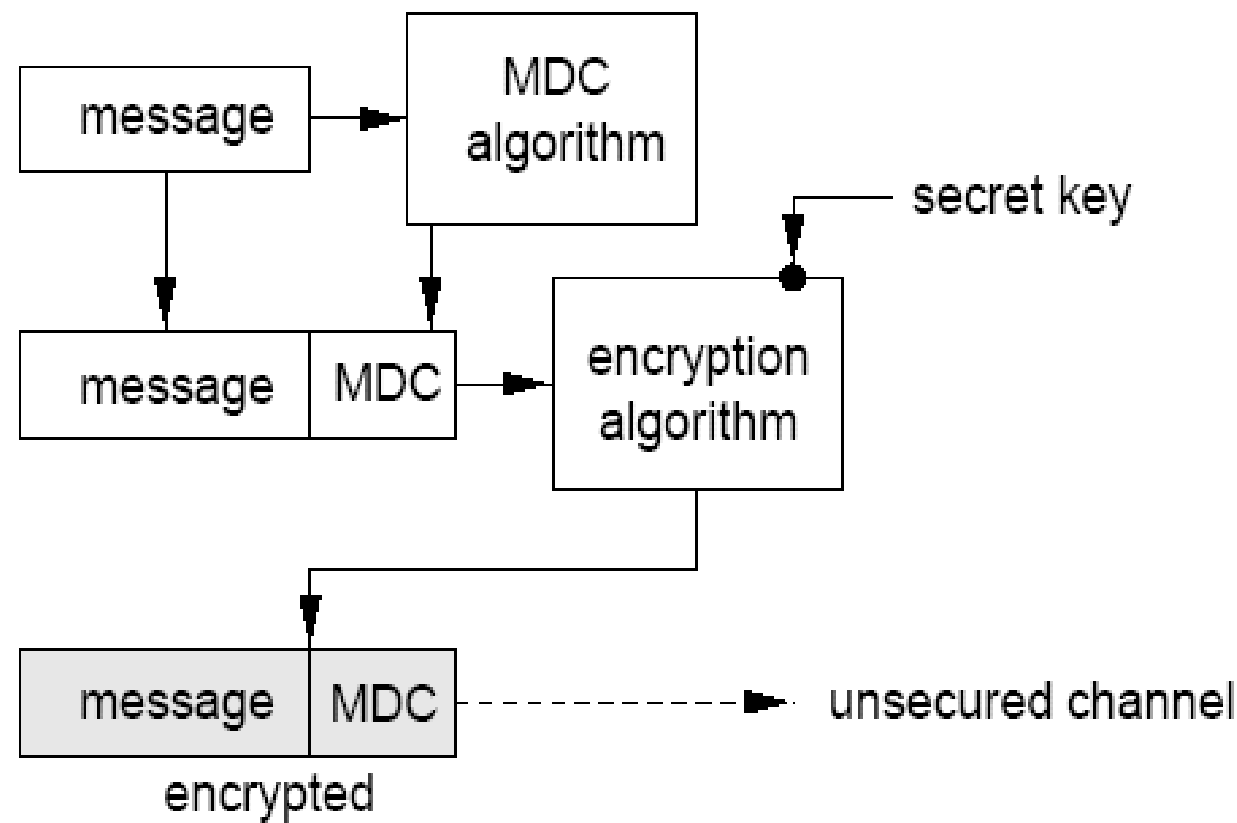 message
MDC
algorithm
secret key
message
MDC
encryption
algorithm
message
MDC
unsecured channel
encrypted